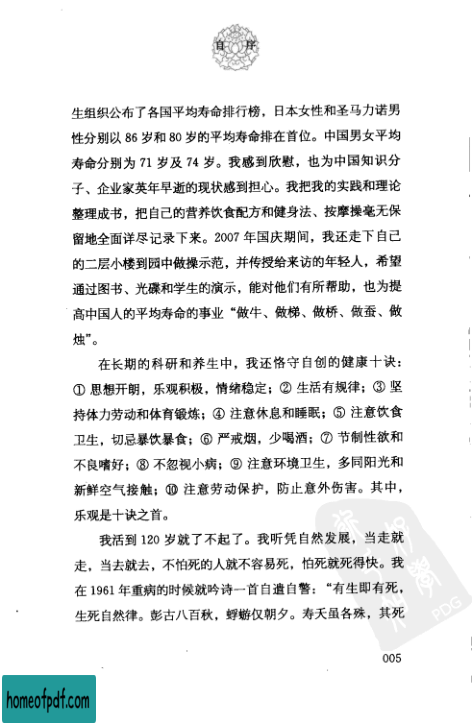 自 序
生组织公布了各国平均寿命排行榜，日本女性和圣马力诺男
性分别以 86 岁和 80 岁的平均寿命排在首位。中国男女平均
寿命分别为 71 岁及 74 岁。我感到欣慰，也为中国知识分
子、企业家英年早逝的现状感到担心。我把我的实践和理论
整理成书，把自己的营养饮食配方和健身法、按摩操毫无保
留地全面详尽记录下来。2007 年国庆期间，我还走下自己
的二层小楼到园中做操示范，并传授给来访的年轻人，希望
通过图书、光碟和学生的演示，能对他们有所帮助，也为提
高中国人的平均寿命的事业“做牛、做梯、做桥、做蚕、做
烛”。
在长期的科研和养生中，我还恪守自创的健康十诀：
① 思想开朗，乐观积极，情绪稳定；② 生活有规律；③ 坚
持体力劳动和体育锻炼；④ 注意休息和睡眠；⑤ 注意饮食
卫生，切忌暴饮暴食；⑥ 严戒烟，少喝酒；⑦ 节制性欲和
不良嗜好；⑧ 不忽视小病；⑨ 注意环境卫生，多同阳光和
新鲜空气接触；⑩ 注意劳动保护，防止意外伤害。其中，
乐观是十诀之首。
我活到 120 岁就了不起了。我听凭自然发展，当走就
走，当去就去，不怕死的人就不容易死，怕死就死得快。我
在 1961 年重病的时候就吟诗一首自遣自警：“有生即有死，
生死自然律。彭古八百秋，蜉蝣仅朝夕。寿夭虽各殊，其死
PDG
005
homeofpdf.com